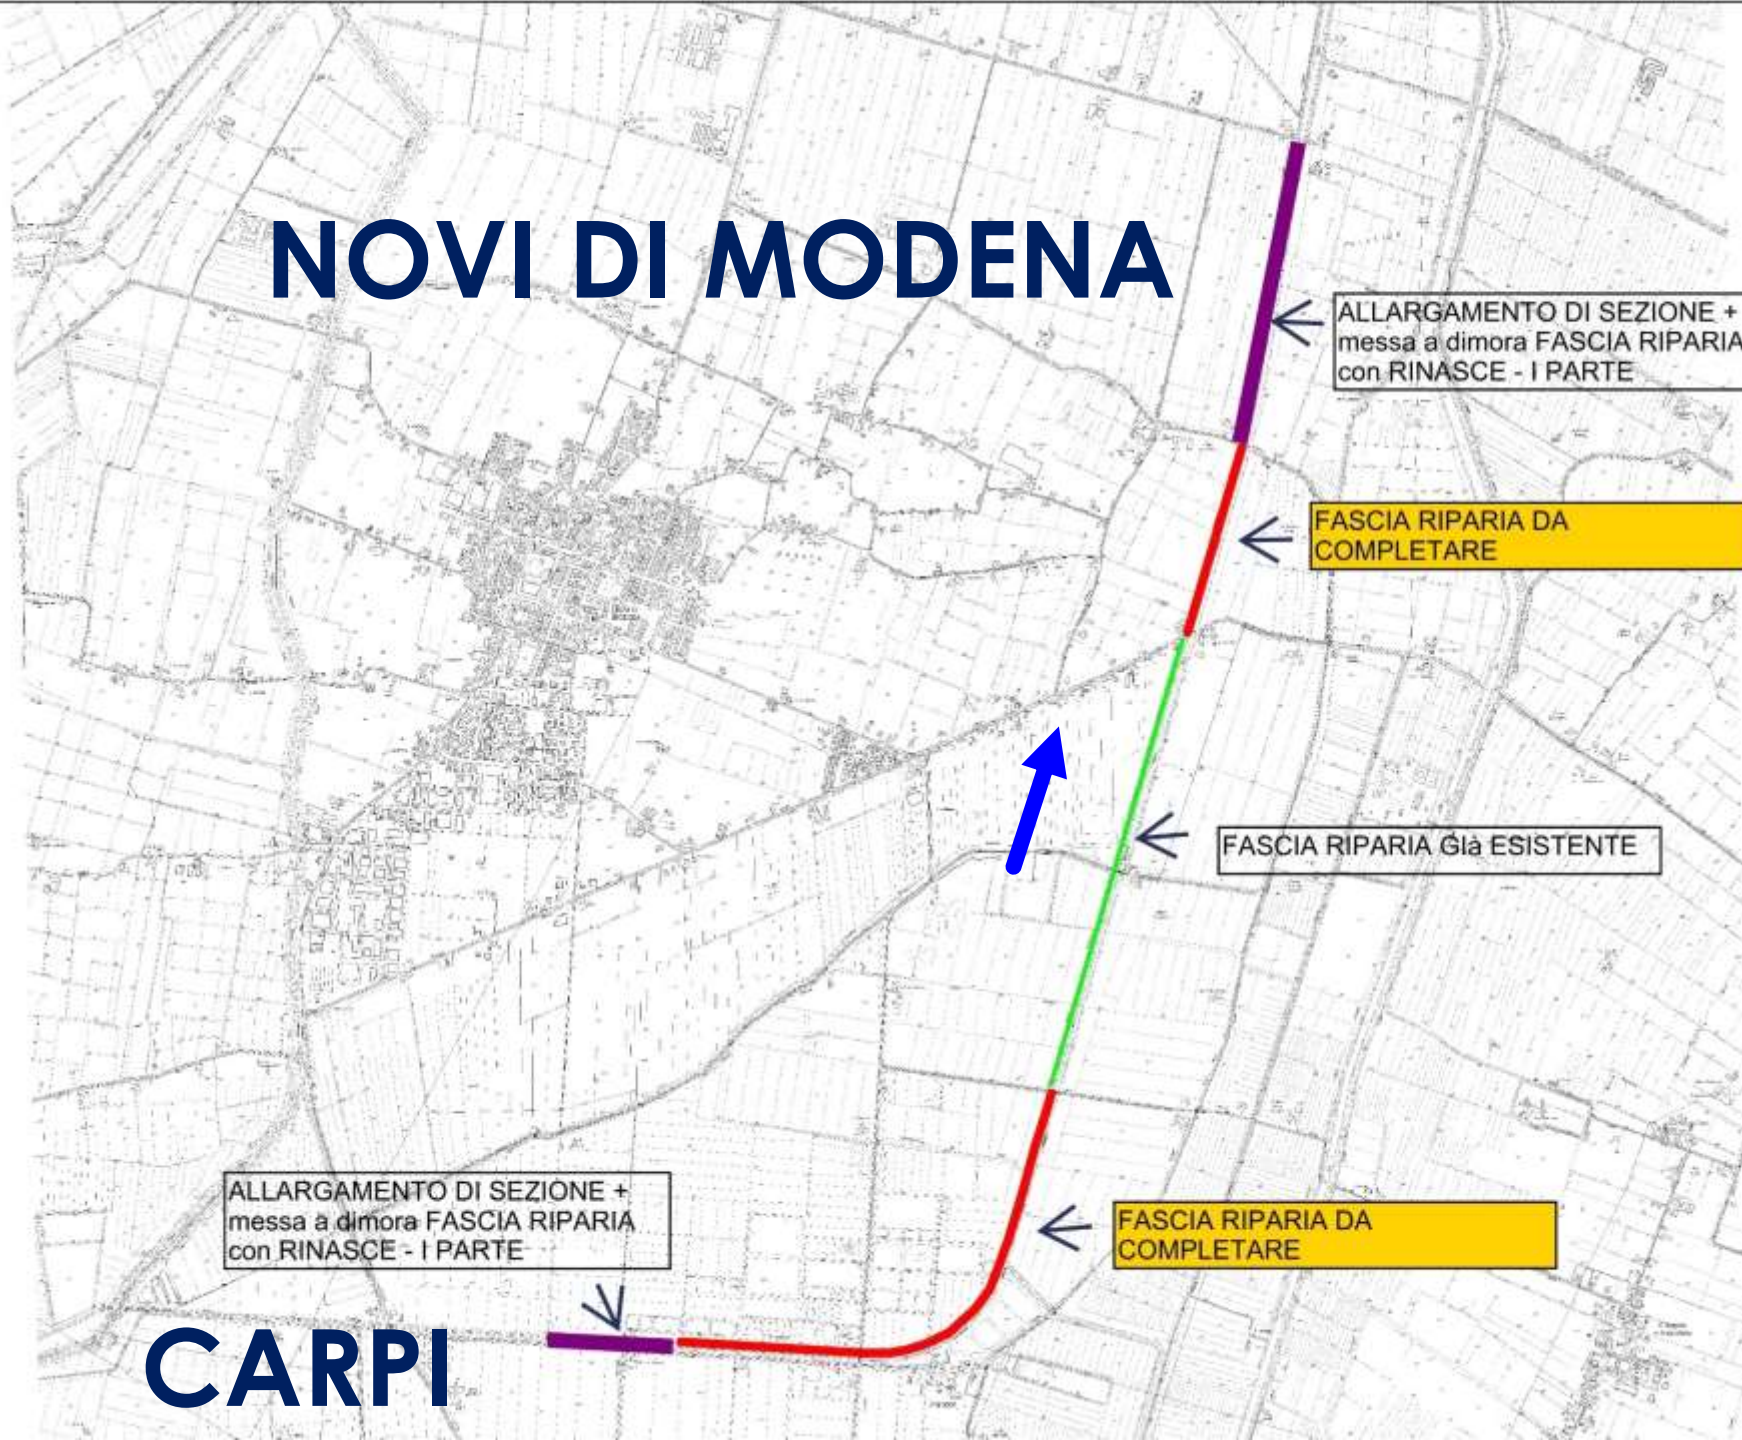 NOVI DI MODENA
ALLARGAMENTO DI SEZIONE +
messa a dimora FASCIA RIPARIA
con RINASCE - I PARTE
FASCIA RIPARIA DA
COMPLETARE
FASCIA RIPARIA Già ESISTENTE
ALLARGAMENTO DI SEZIONE +
messa a dimora FASCIA RIPARIA
con RINASCE - I PARTE
FASCIA RIPARIA DA
COMPLETARE
CARPI